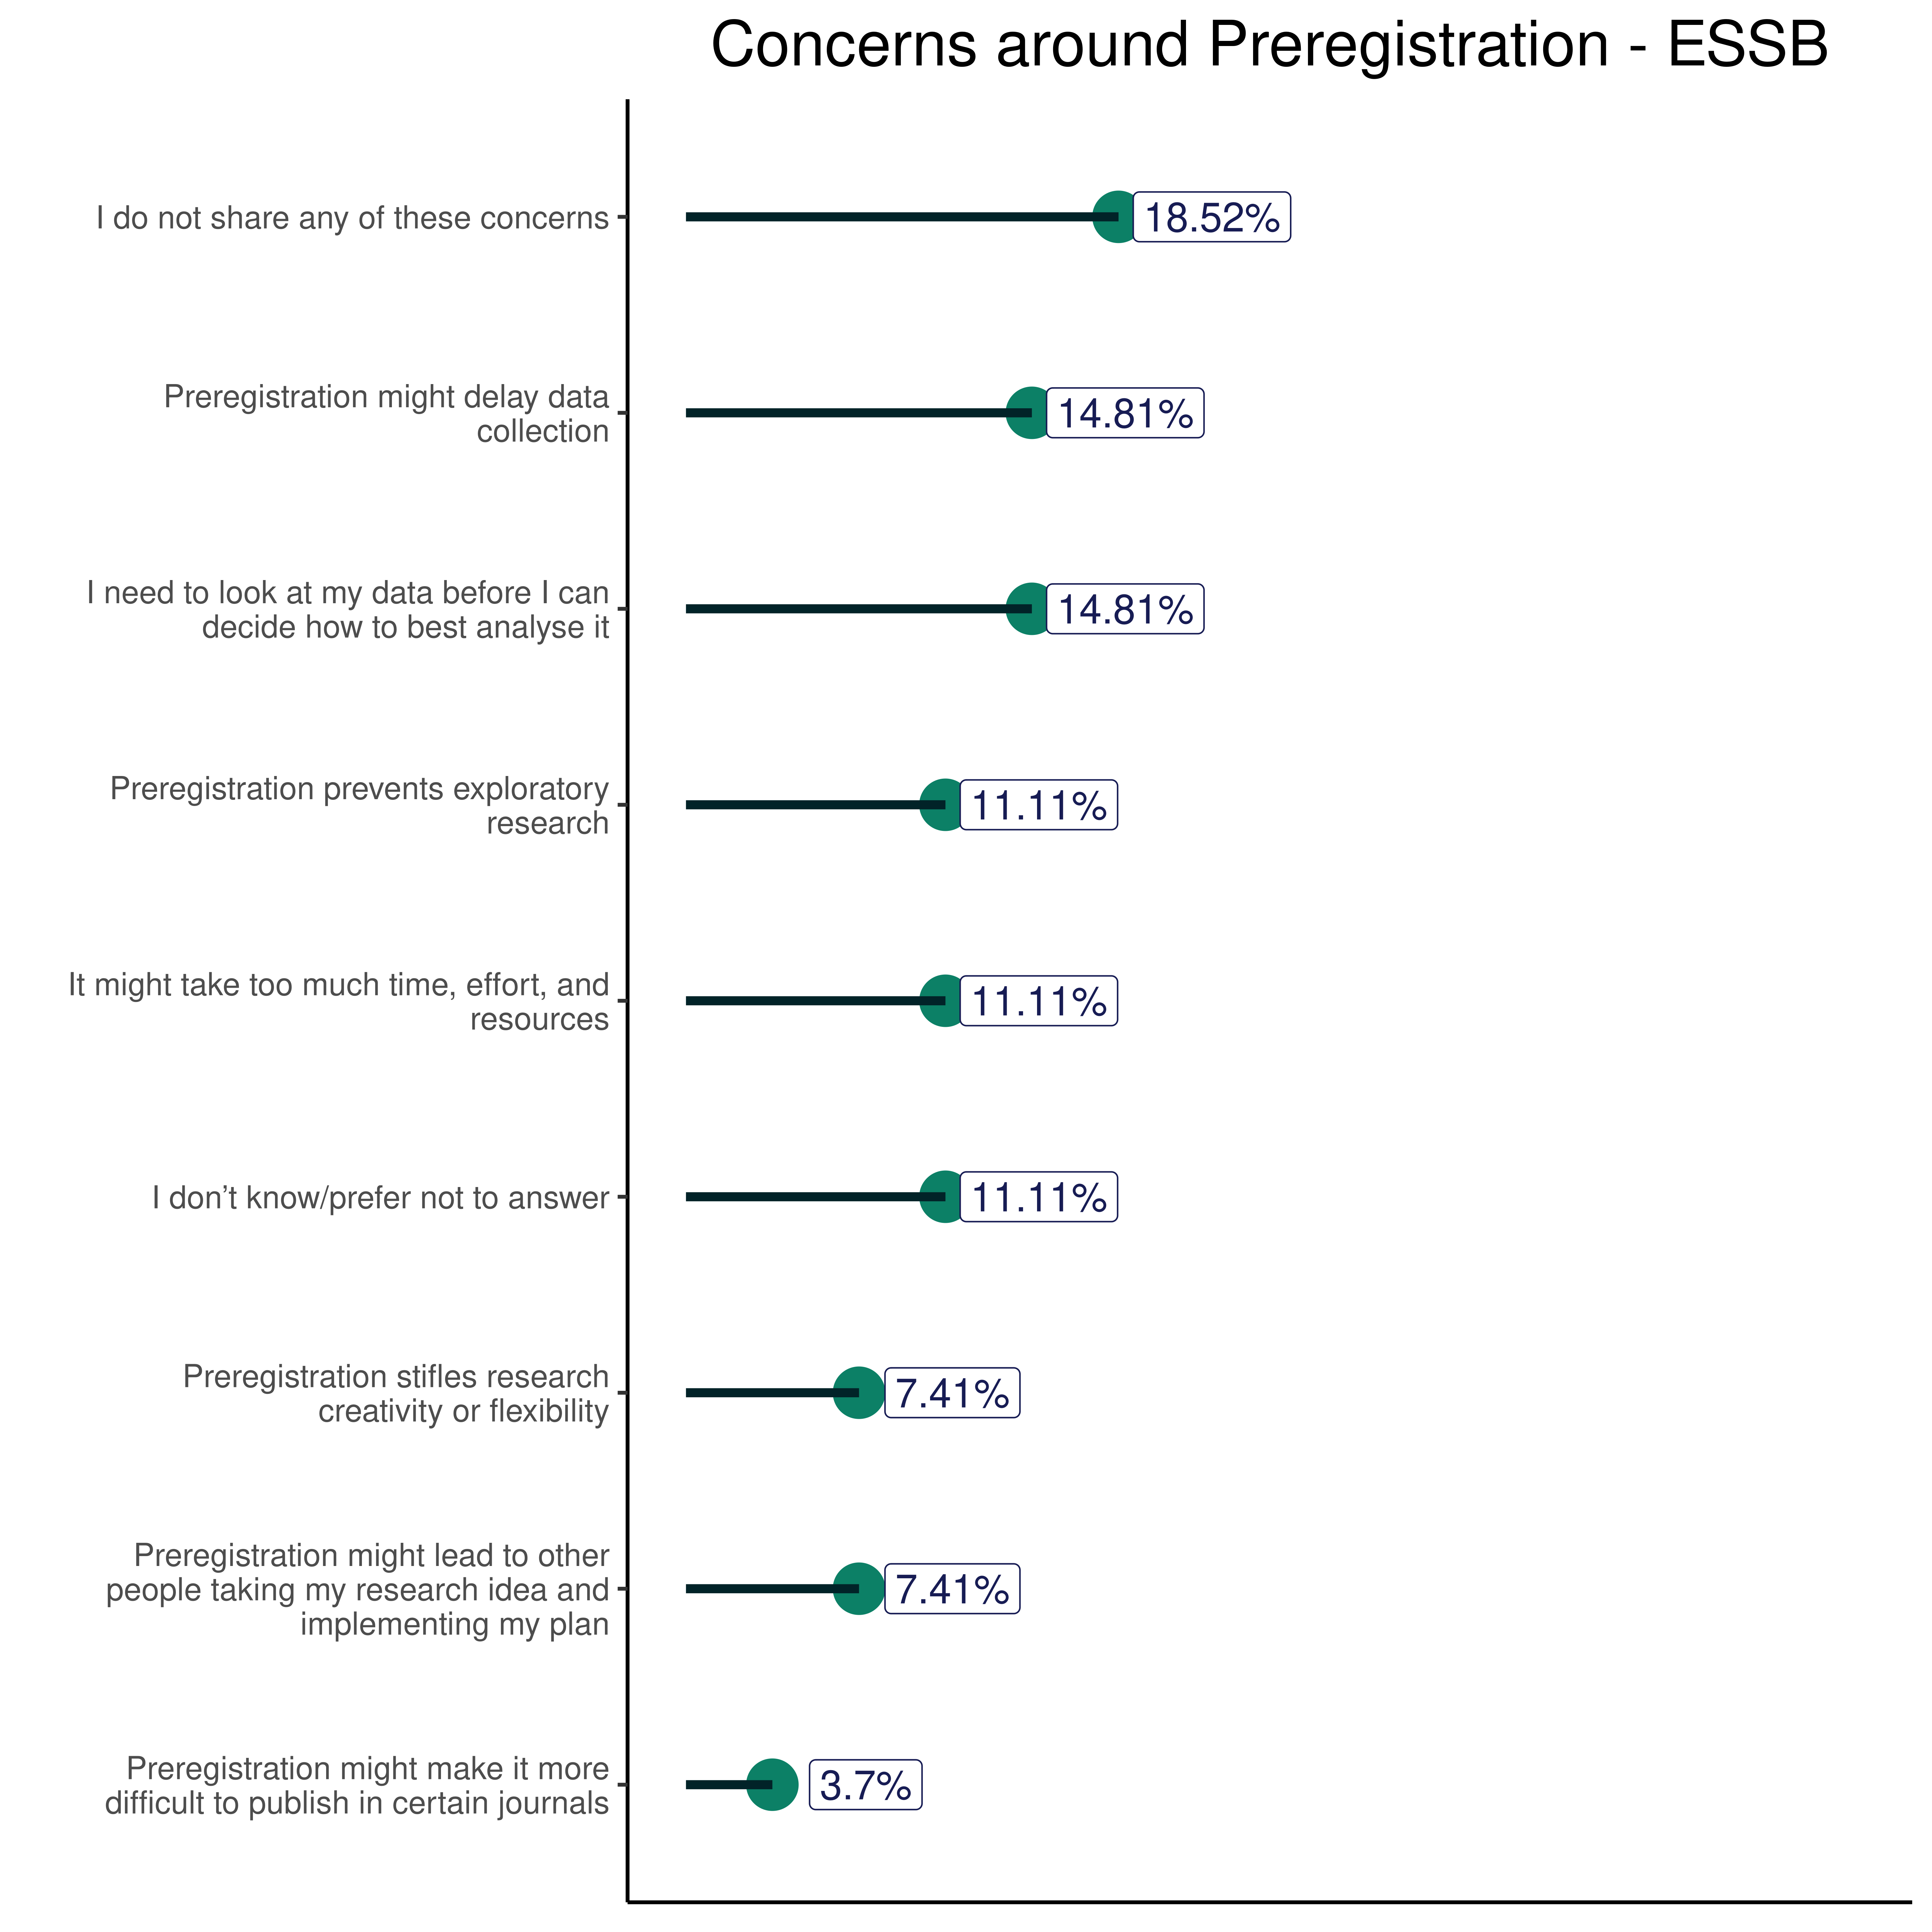 Concerns around Preregistration - ESSB
I do not share any of these concerns
18.52%
Preregistration might delay data
collection
14.81%
I need to look at my data before I can
decide how to best analyse it
14.81%
Preregistration prevents exploratory
research
11.11%
It might take too much time, effort, and
resources
11.11%
I don’t know/prefer not to answer
11.11%
Preregistration stifles research
creativity or flexibility
7.41%
Preregistration might lead to other
people taking my research idea and
implementing my plan
7.41%
Preregistration might make it more
difficult to publish in certain journals
3.7%